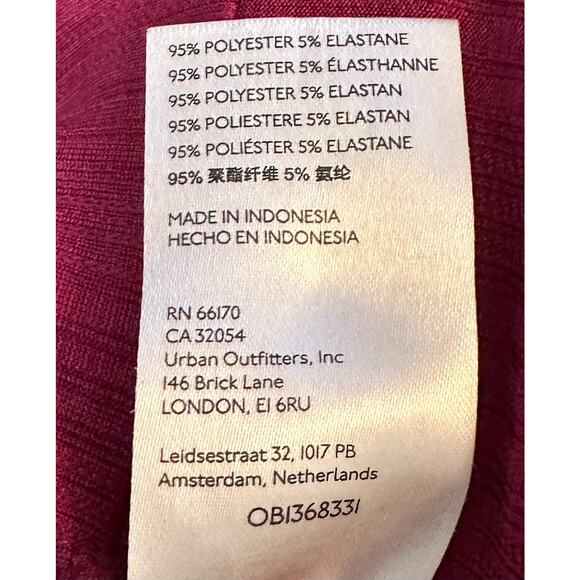 95% POLYESTER 5% ELASTANE
95% POLYESTER 5% ÉLASTHANNE
95% POLYESTER 5% ELASTAN
95% POLIESTERE 5% ELASTAN
95% POLIÉSTER 5% ELASTANE
95% 聚酯纤维 5% 氨纶
MADE IN INDONESIA
HECHO EN INDONESIA
RN 66170
CA 32054
Urban Outfitters, Inc
146 Brick Lane
LONDON, E1 6RU
Leidsestraat 32, 1017 PB
Amsterdam, Netherlands
OB1368331